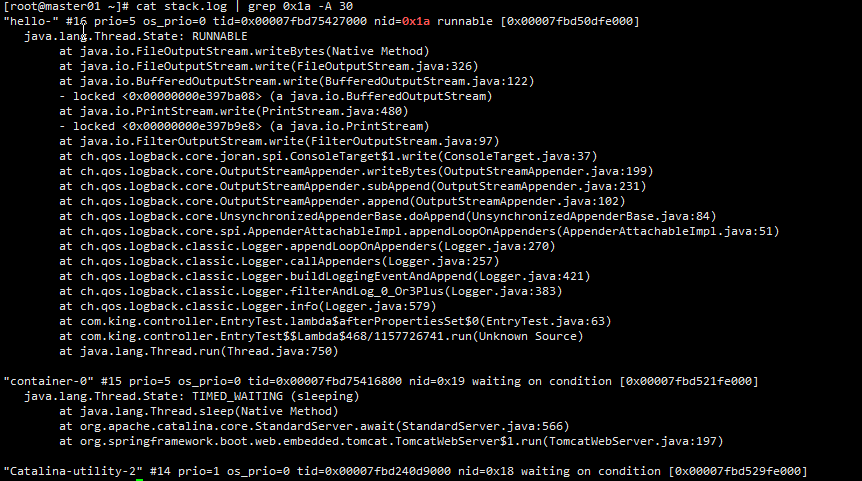 [root@master01 ~]# cat stack.log | grep 0x1a -A 30
"hello-" #16 prio=5 os_prio=0 tid=0x00007fbd75427000 nid=0x1a runnable [0x00007fbd50dfe000]
java.lang.Thread.State: RUNNABLE
at java.io.FileOutputStream.writeBytes(Native Method)
at java.io.FileOutputStream.write(FileOutputStream.java:326)
at java.io.BufferedOutputStream.write(BufferedOutputStream.java:122)
- locked <0x00000000e397ba08> (a java.io.BufferedOutputStream)
at java.io.PrintStream.write(PrintStream.java:480)
- locked <0x00000000e397b9e8> (a java.io.PrintStream)
at java.io.FilterOutputStream.write(FilterOutputStream.java:97)
at ch.qos.logback.core.joran.spi.ConsoleTarget$1.write(ConsoleTarget.java:37)
at ch.qos.logback.core.OutputStreamAppender.writeBytes(OutputStreamAppender.java:199)
at ch.qos.logback.core.OutputStreamAppender.subAppend(OutputStreamAppender.java:231)
at ch.qos.logback.core.OutputStreamAppender.append(OutputStreamAppender.java:102)
at ch.qos.logback.core.UnsynchronizedAppenderBase.doAppend(UnsynchronizedAppenderBase.java:84)
at ch.qos.logback.core.spi.AppenderAttachableImpl.appendLoopOnAppenders(AppenderAttachableImpl.java:51)
at ch.qos.logback.classic.Logger.appendLoopOnAppenders(Logger.java:270)
at ch.qos.logback.classic.Logger.callAppenders(Logger.java:257)
at ch.qos.logback.classic.Logger.buildLoggingEventAndAppend(Logger.java:421)
at ch.qos.logback.classic.Logger.filterAndLog_0_Or3Plus(Logger.java:383)
at ch.qos.logback.classic.Logger.info(Logger.java:579)
at com.king.controller.EntryTest.lambda$afterPropertiesSet$0(EntryTest.java:63)
at com.king.controller.EntryTest$$Lambda$468/1157726741.run(Unknown Source)
at java.lang.Thread.run(Thread.java:750)
"container-0" #15 prio=5 os_prio=0 tid=0x00007fbd75416800 nid=0x19 waiting on condition [0x00007fbd521fe000]
java.lang.Thread.State: TIMED_WAITING (sleeping)
at java.lang.Thread.sleep(Native Method)
at org.apache.catalina.core.StandardServer.await(StandardServer.java:566)
at org.springframework.boot.web.embedded.tomcat.TomcatWebServer$1.run(TomcatWebServer.java:197)
"Catalina-utility-2" #14 prio=1 os_prio=0 tid=0x00007fbd240d9000 nid=0x18 waiting on condition [0x00007fbd529fe000]